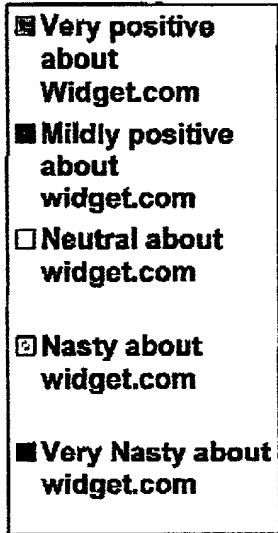 Very positive
about
Widget.com
Mildly positive
about
widget.com
Neutral about
widget.com
Nasty about
widget.com
Very Nasty about
widget.com